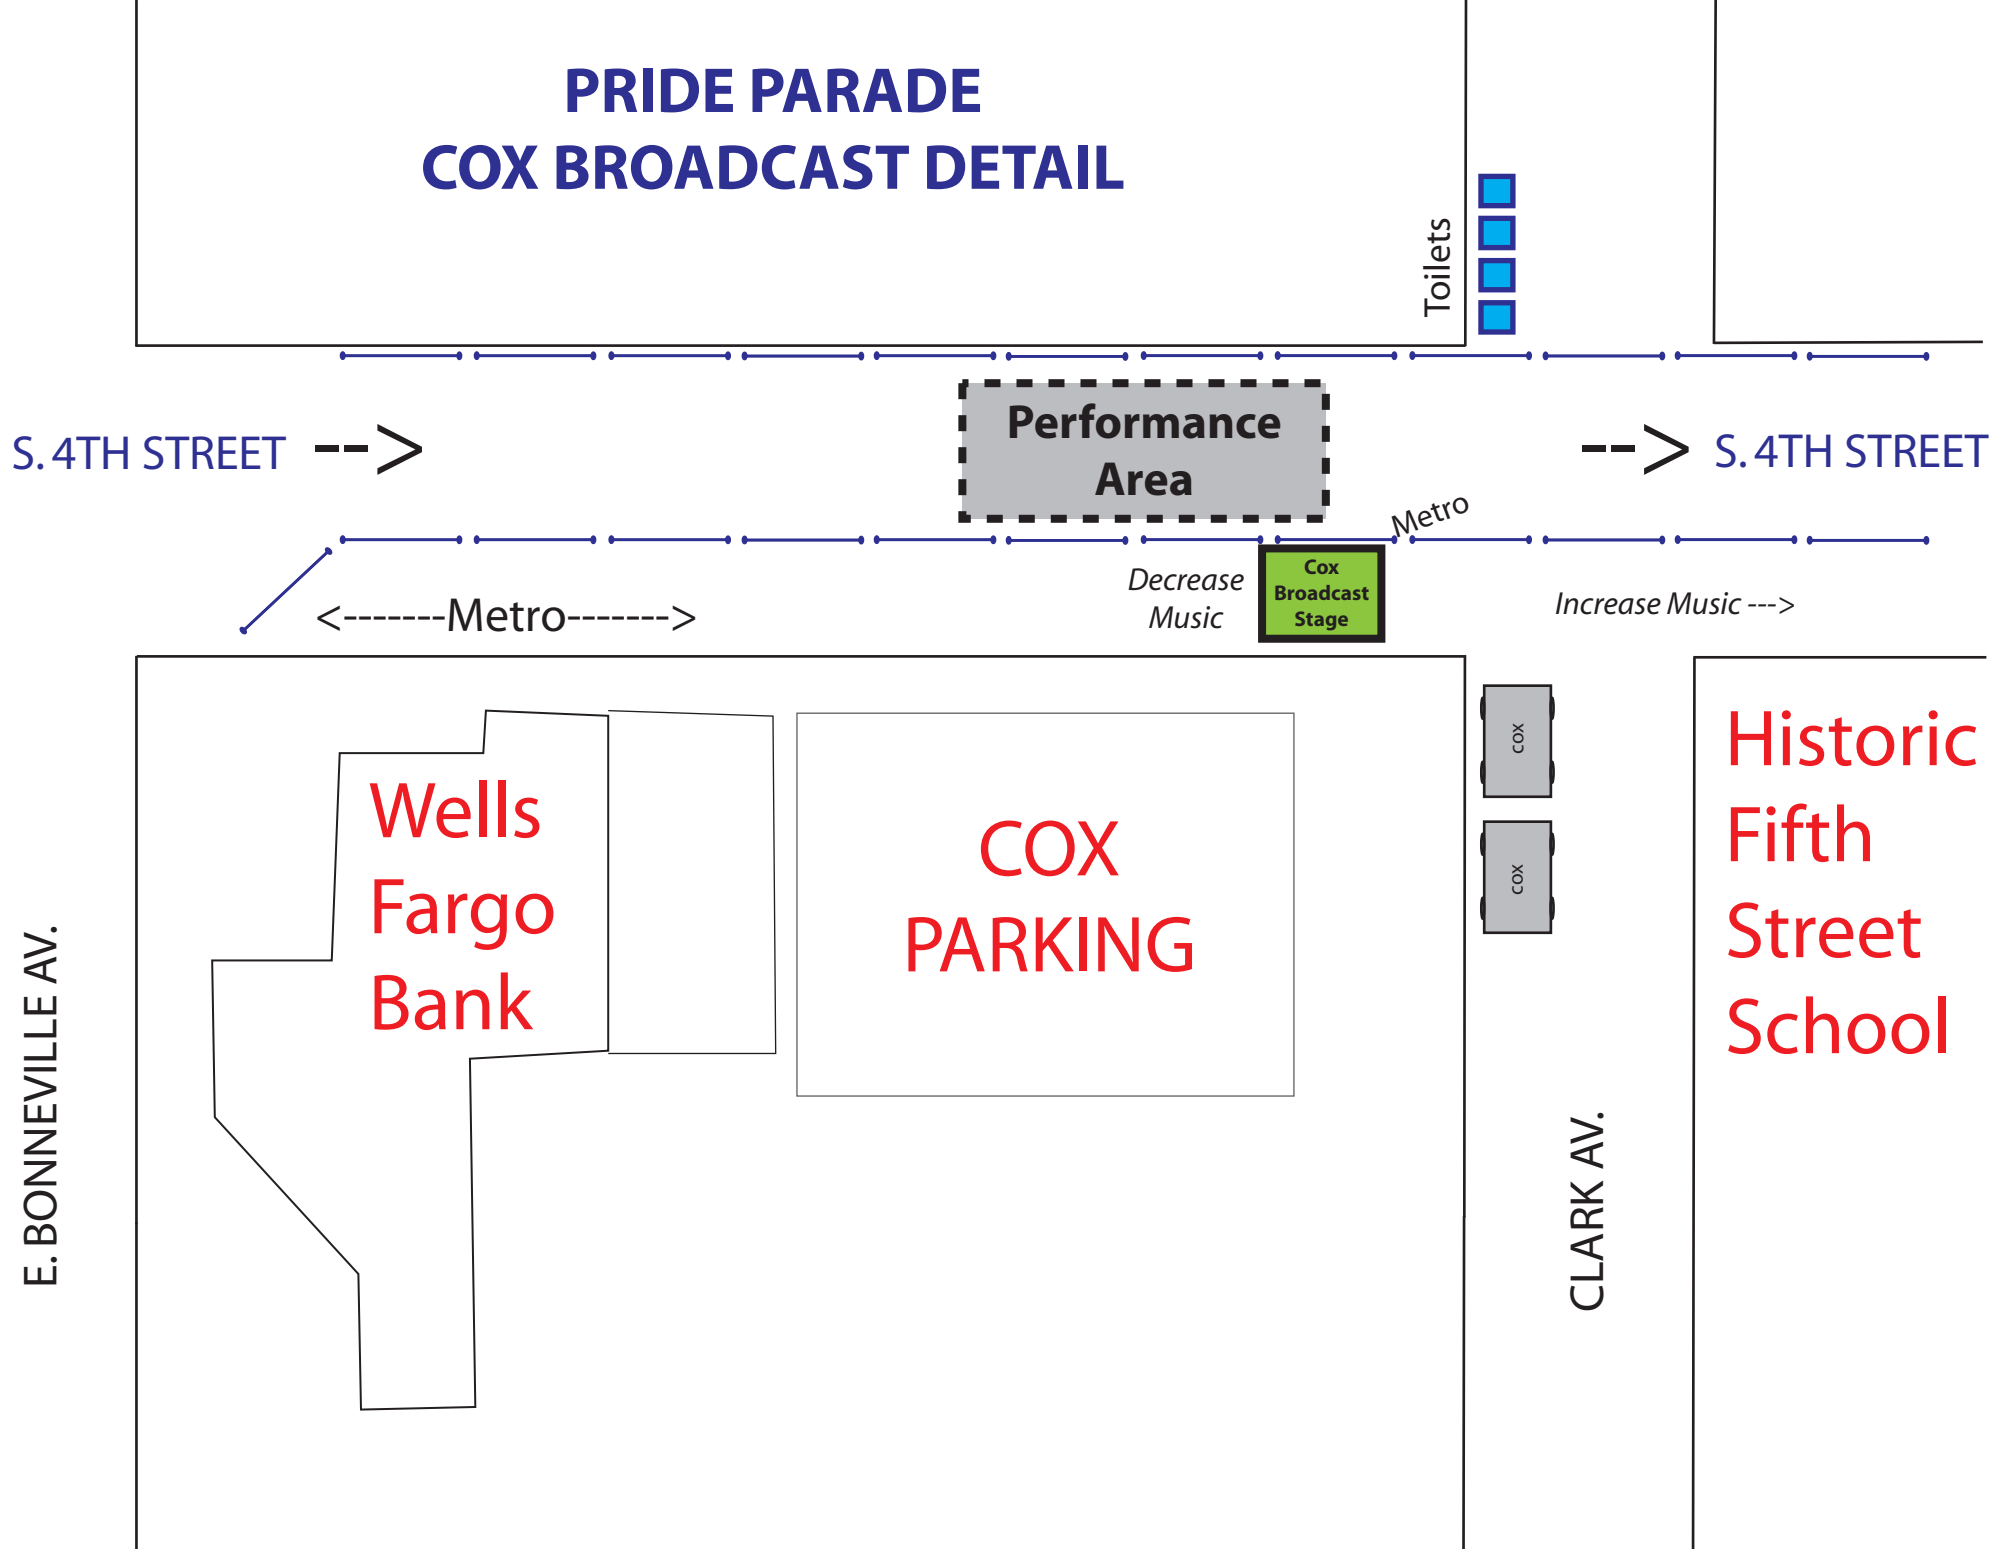 PRIDE PARADE
COX BROADCAST DETAIL
Toilets
S. 4TH STREET -->
Performance
Area
--> S. 4TH STREET
Metro
Decrease
Music
Cox
Broadcast
Stage
Increase Music --->
<-------Metro------->
Wells
Fargo
Bank
COX
PARKING
cox
cox
Historic
Fifth
Street
School
E. BONNEVILLE AV.
CLARK AV.